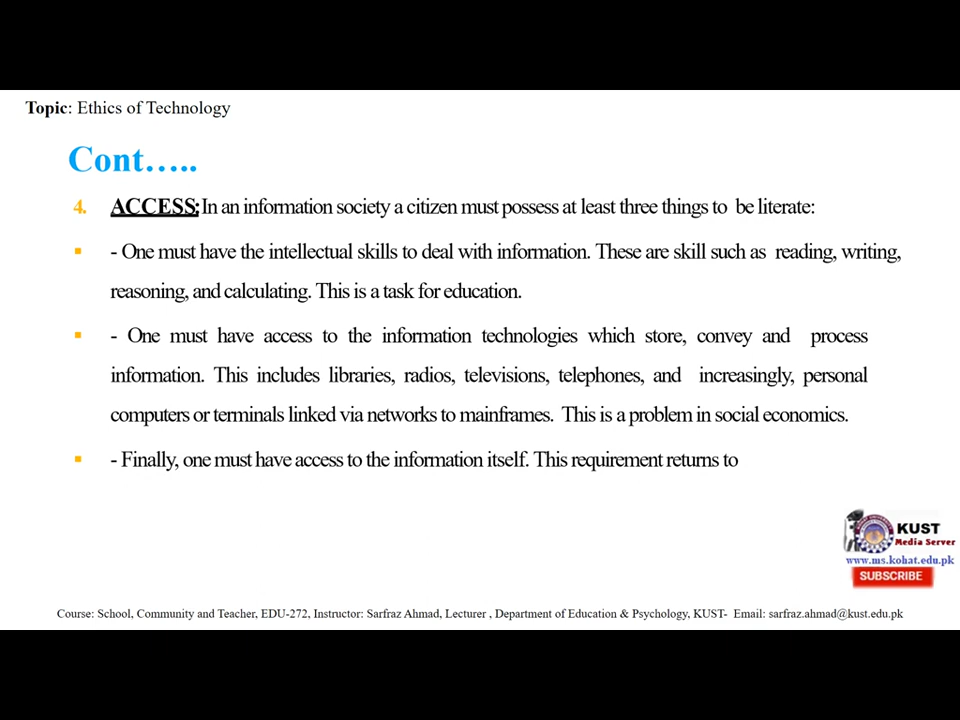 Topic: Ethics of Technology
Cont…..
4. ACCESS: In an information society a citizen must possess at least three things to be literate:
▪ - One must have the intellectual skills to deal with information. These are skill such as reading, writing,
reasoning, and calculating. This is a task for education.
▪ - One must have access to the information technologies which store, convey and process
information. This includes libraries, radios, televisions, telephones, and increasingly, personal
computers or terminals linked via networks to mainframes. This is a problem in social economics.
▪ - Finally, one must have access to the information itself. This requirement returns to
KUST
Media Server
www.ms.kohat.edu.pk
SUBSCRIBE
Course: School, Community and Teacher, EDU-272, Instructor: Sarfraz Ahmad, Lecturer , Department of Education & Psychology, KUST- Email: sarfraz.ahmad@kust.edu.pk